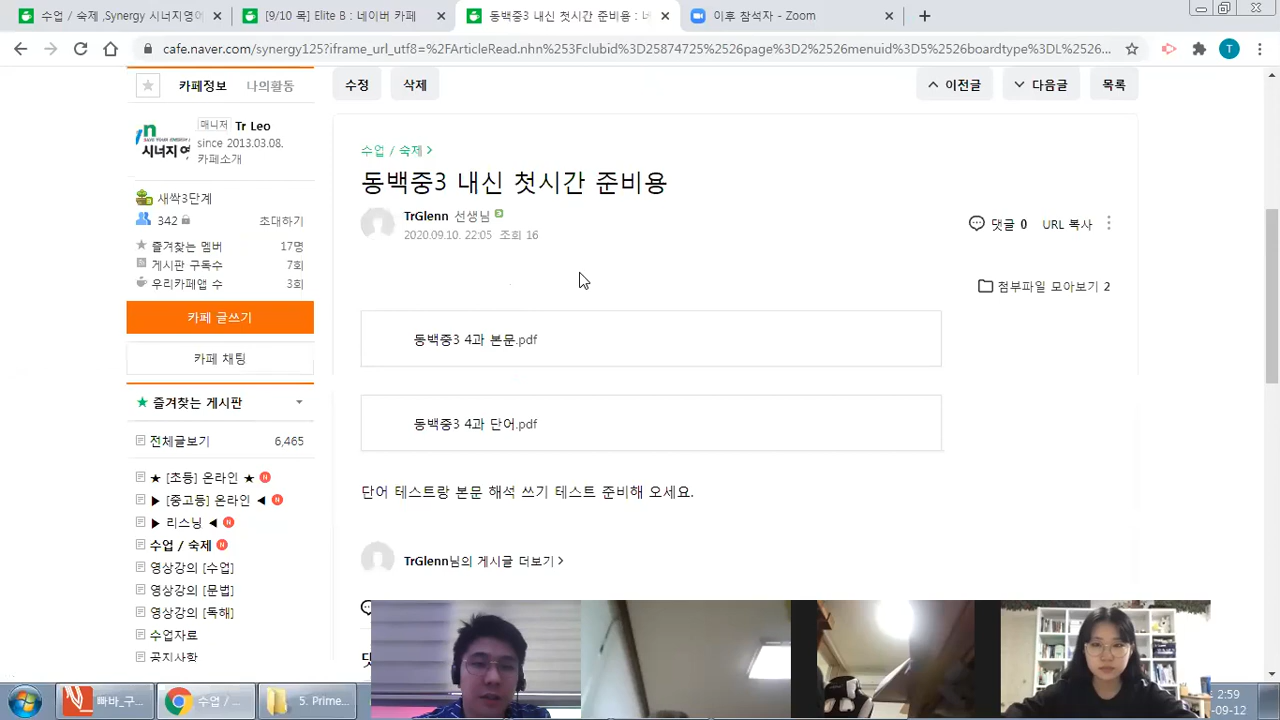 수업 / 숙제 ,Synergy 시너지영어
[9/10 목] Elite B : 네이버 카페
동백중3 내신 첫시간 준비용 : 네
이후 참석자 - Zoom
cafe.naver.com/synergy125?iframe_url_utf8=%2FArticleRead.nhn%253Fclubid%3D25874725%2526page%3D2%2526menuid%3D5%2526boardtype%3DL%2526...
T
카페정보 나의활동
수정 삭제
이전글 다음글 목록
매니저 Tr Leo
since 2013.03.08.
카페소개
시너지 영
새싹3단계
342 초대하기
즐겨찾는 멤버 17명
게시판 구독수 7회
우리카페앱 수 3회
카페 글쓰기
카페 채팅
즐겨찾는 게시판
전체글보기 6,465
★ [초등] 온라인 ★ N
▶ [중고등] 온라인 ◀ N
▶ 리스닝 ◀ N
수업 / 숙제 N
영상강의 [수업]
영상강의 [문법]
영상강의 [독해]
수업자료
공지사항
수업 / 숙제 >
동백중3 내신 첫시간 준비용
TrGlenn 선생님
2020.09.10. 22:05 조회 16
댓글 0 URL 복사
첨부파일 모아보기 2
동백중3 4과 본문.pdf
동백중3 4과 단어.pdf
단어 테스트랑 본문 해석 쓰기 테스트 준비해 오세요.
TrGlenn님의 게시글 더보기 >
빠바_구...
수업 / ...
5. Prime...
2:59
-09-12